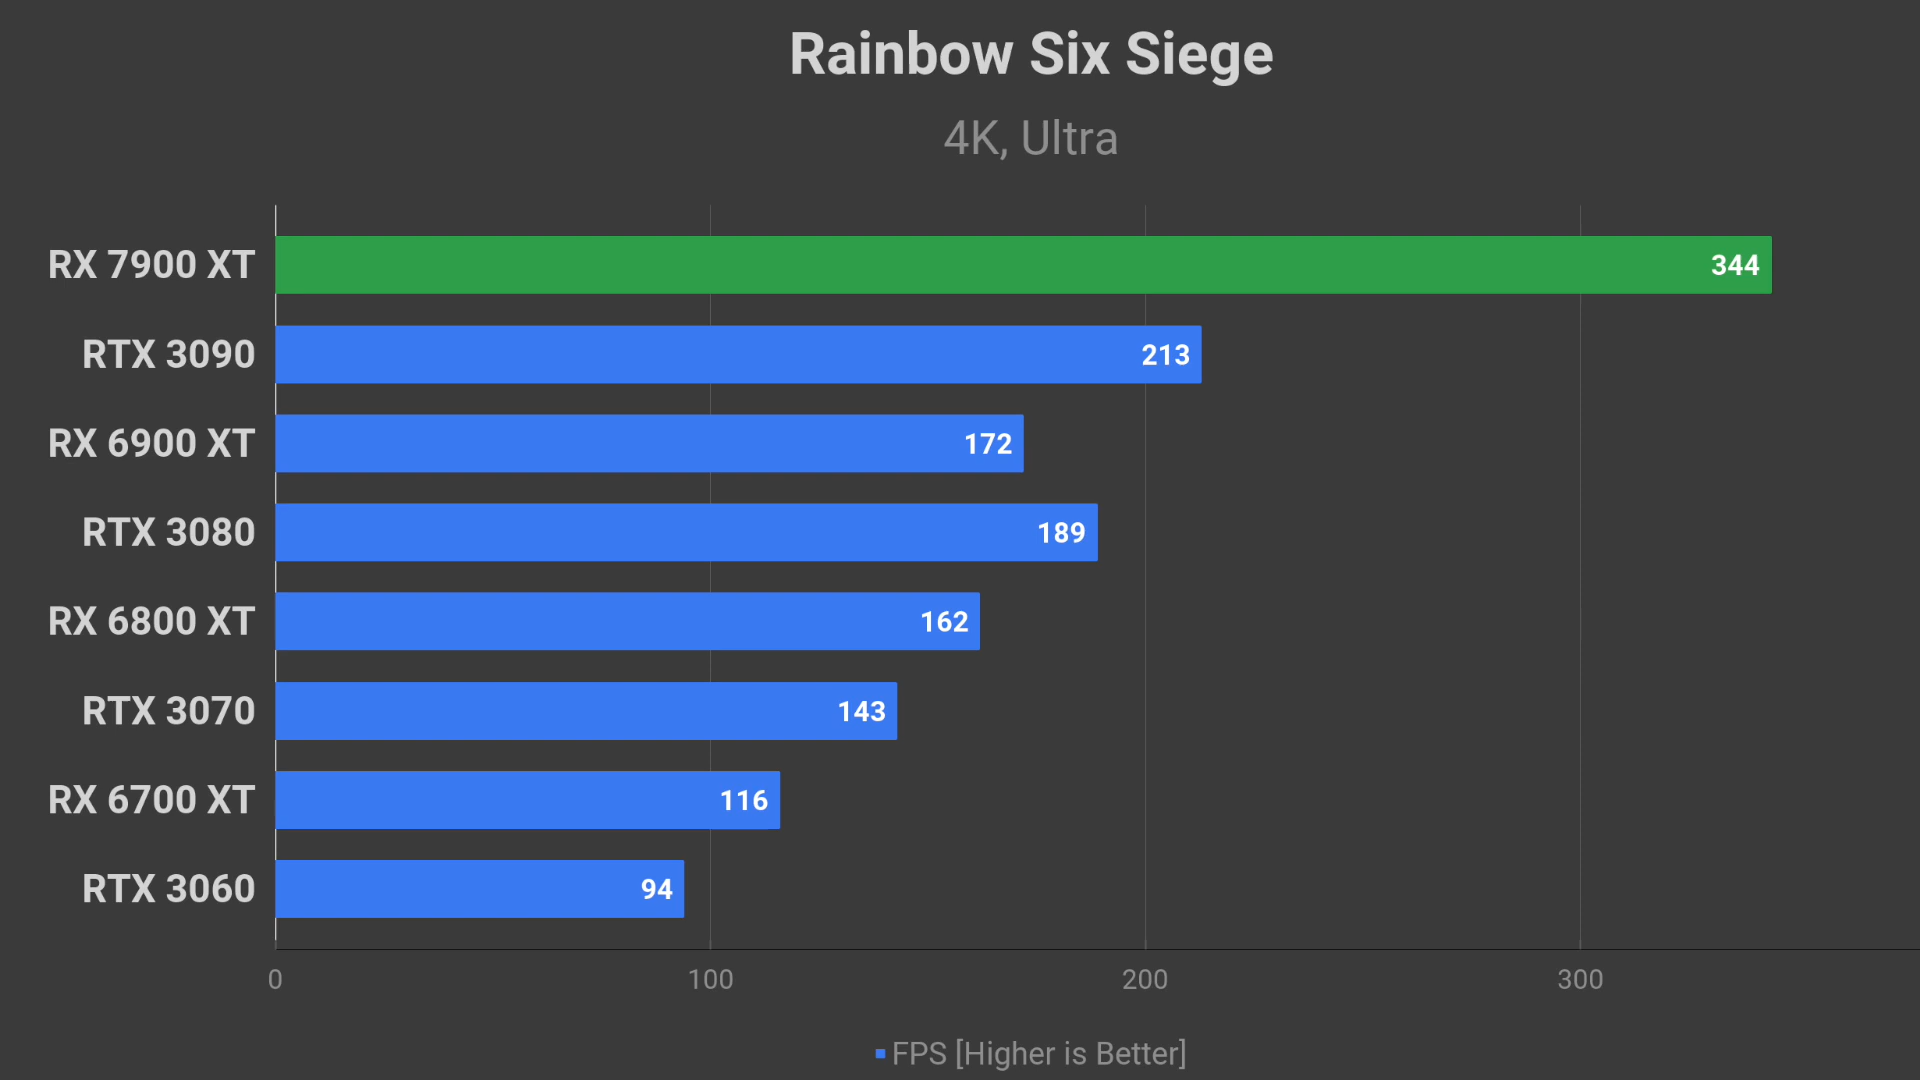 Rainbow Six Siege
4K, Ultra
RX 7900 XT 344
RTX 3090 213
RX 6900 XT 172
RTX 3080 189
RX 6800 XT 162
RTX 3070 143
RX 6700 XT 116
RTX 3060 94
0 100 200 300
FPS [Higher is Better]